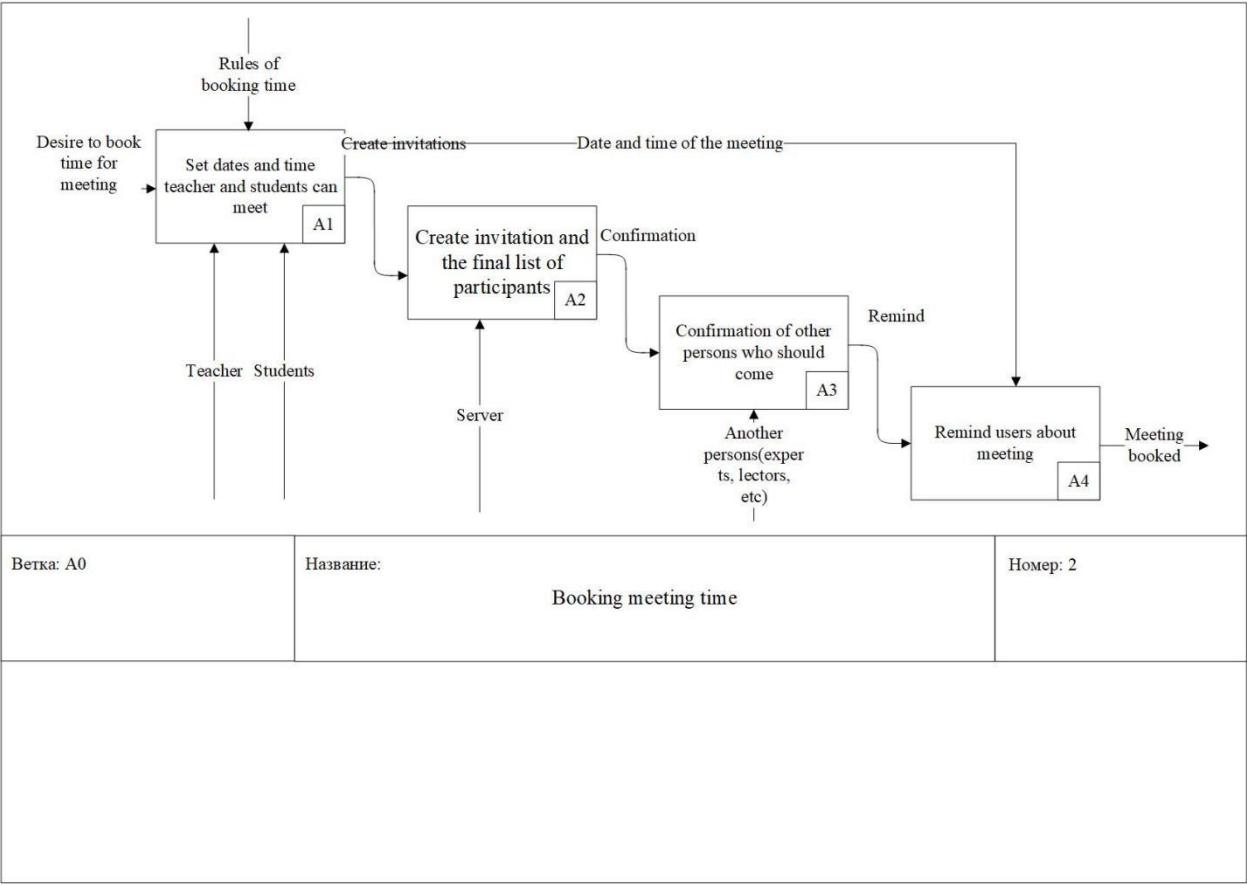 Rules of
booking time
Desire to book
time for
meeting
Set dates and time
teacher and students can
meet
A1
Create invitations
Date and time of the meeting
Create invitation and
the final list of
participants
A2
Confirmation
Confirmation of other
persons who should
come
A3
Remind
Remind users about
meeting
A4
Meeting
booked
Teacher
Students
Server
Another
persons(exper
ts, lectors,
etc)
Ветка: A0
Название:
Booking meeting time
Номер: 2